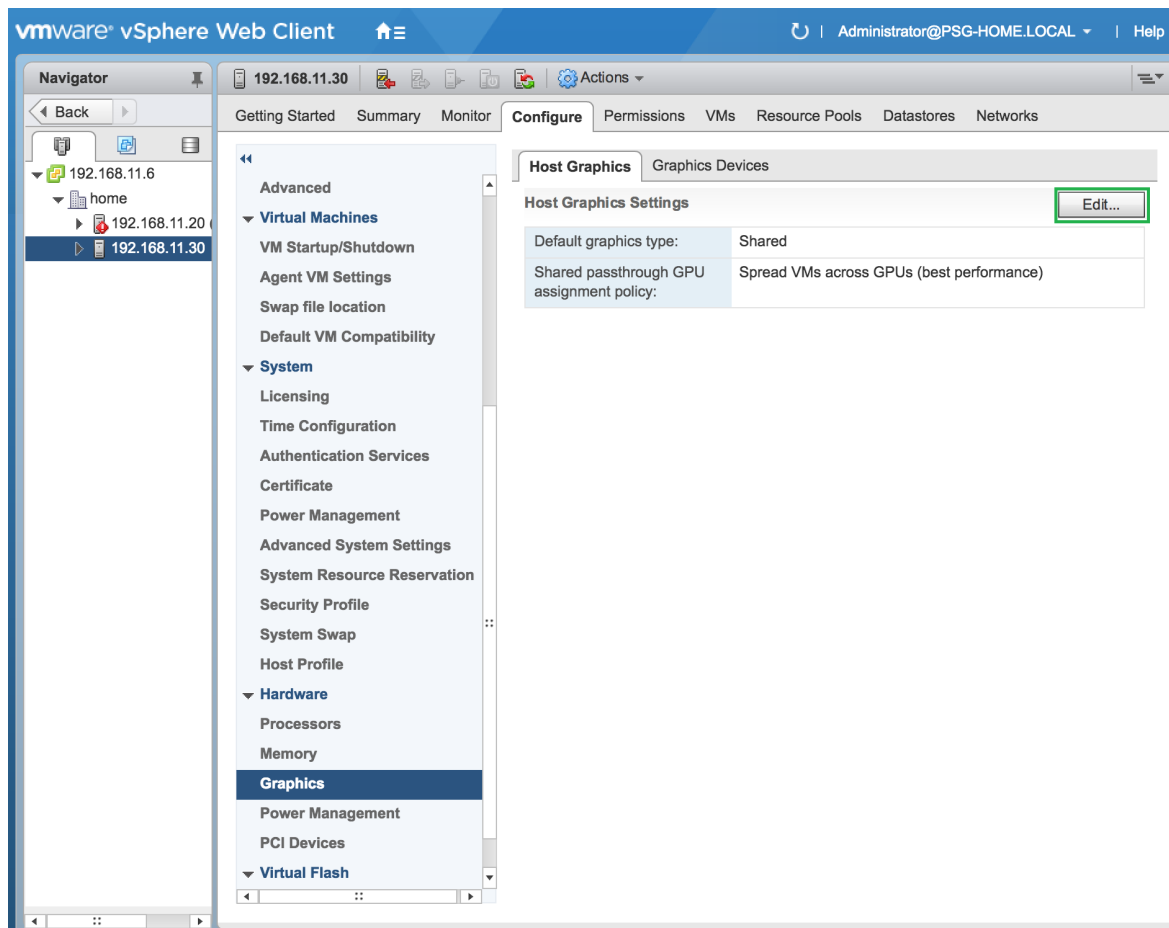 vmware® vSphere Web Client
Administrator@PSG-HOME.LOCAL
Help
Navigator
Back
192.168.11.6
home
192.168.11.20 (
192.168.11.30
192.168.11.30
Actions
Getting Started Summary Monitor Configure Permissions VMs Resource Pools Datastores Networks
Advanced
Virtual Machines
VM Startup/Shutdown
Agent VM Settings
Swap file location
Default VM Compatibility
System
Licensing
Time Configuration
Authentication Services
Certificate
Power Management
Advanced System Settings
System Resource Reservation
Security Profile
System Swap
Host Profile
Hardware
Processors
Memory
Graphics
Power Management
PCI Devices
Virtual Flash
Host Graphics Graphics Devices
Host Graphics Settings
Edit...
Default graphics type: Shared
Shared passthrough GPU Spread VMs across GPUs (best performance)
assignment policy: